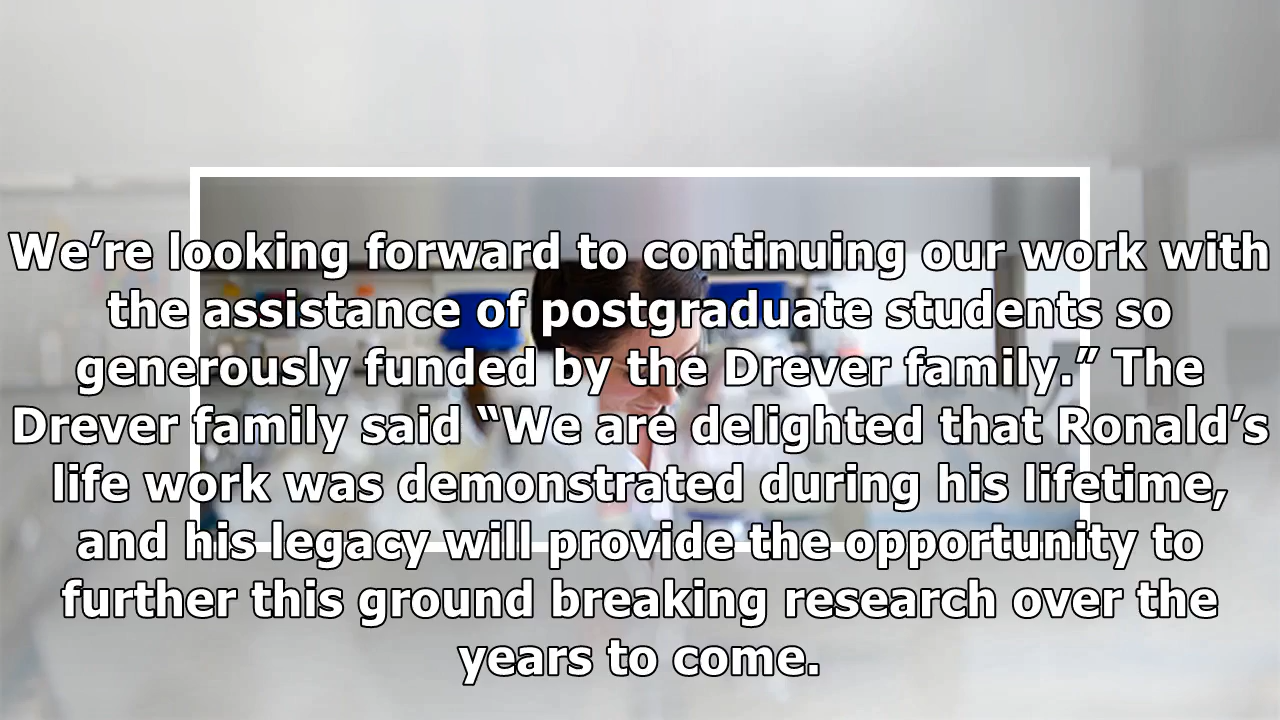 We’re looking forward to continuing our work with
the assistance of postgraduate students so
generously funded by the Drever family.” The
Drever family said “We are delighted that Ronald’s
life work was demonstrated during his lifetime,
and his legacy will provide the opportunity to
further this ground breaking research over the
years to come.